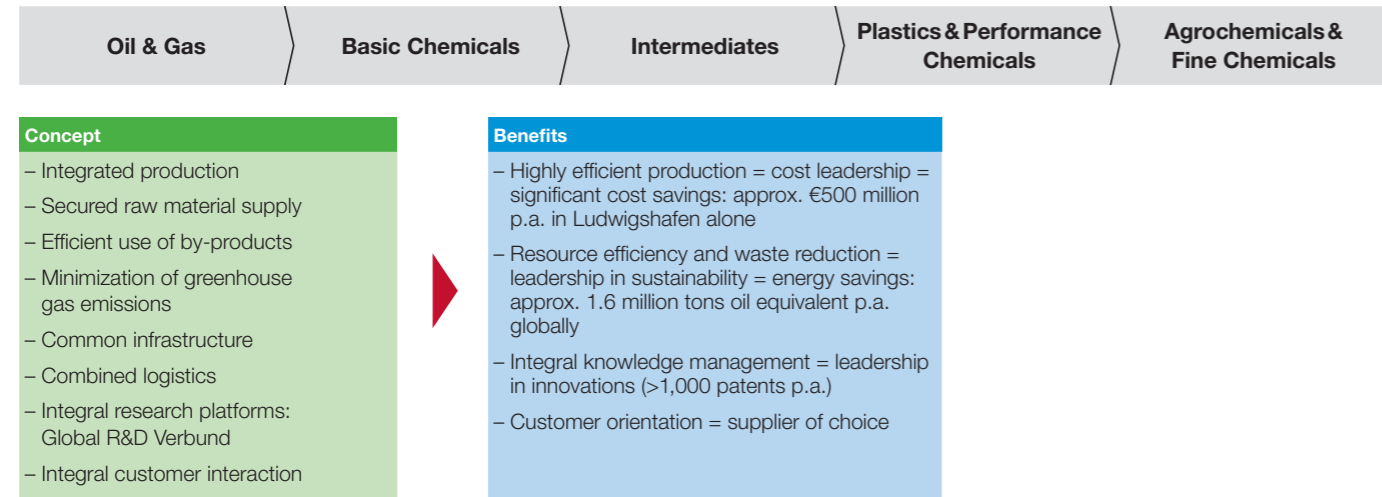 Oil & Gas
Basic Chemicals
Intermediates
Plastics & Performance
Chemicals
Agrochemicals &
Fine Chemicals
Concept
– Integrated production
– Secured raw material supply
– Efficient use of by-products
– Minimization of greenhouse
gas emissions
– Common infrastructure
– Combined logistics
– Integral research platforms:
Global R&D Verbund
– Integral customer interaction
Benefits
– Highly efficient production = cost leadership =
significant cost savings: approx. €500 million
p.a. in Ludwigshafen alone
– Resource efficiency and waste reduction =
leadership in sustainability = energy savings:
approx. 1.6 million tons oil equivalent p.a.
globally
– Integral knowledge management = leadership
in innovations (>1,000 patents p.a.)
– Customer orientation = supplier of choice